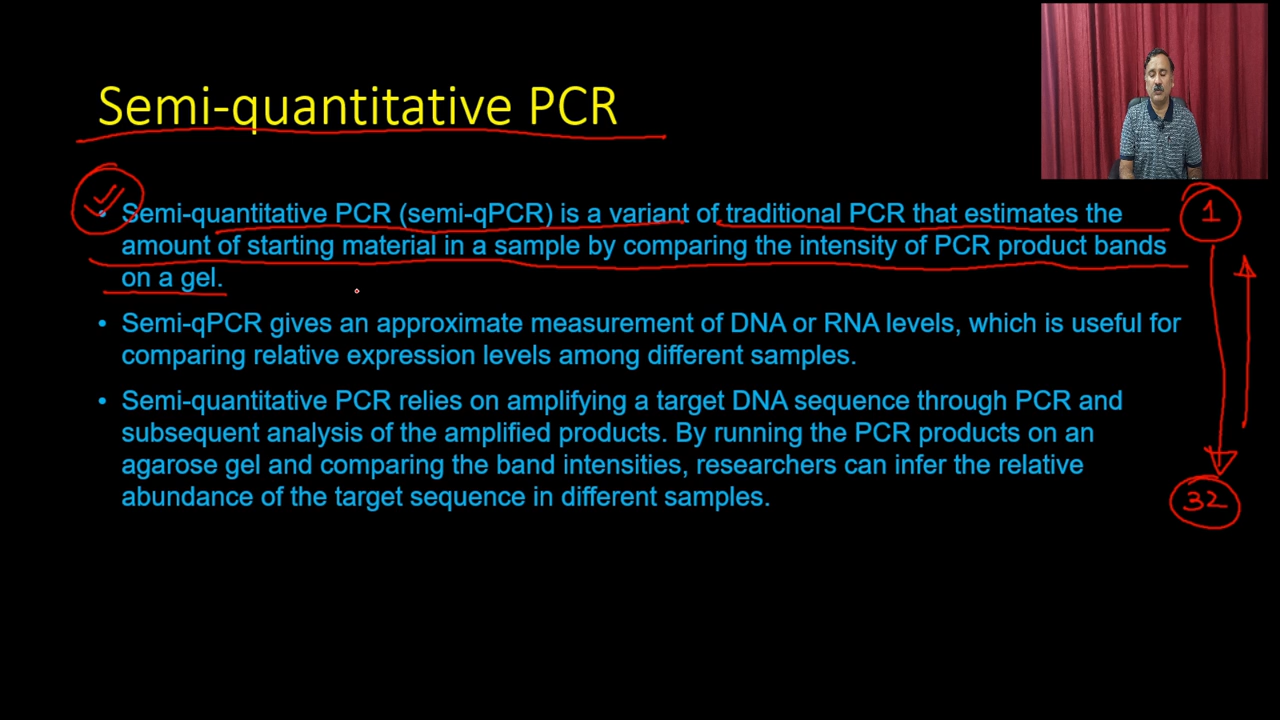 Semi-quantitative PCR
• Semi-quantitative PCR (semi-qPCR) is a variant of traditional PCR that estimates the
amount of starting material in a sample by comparing the intensity of PCR product bands
on a gel.
1
• Semi-qPCR gives an approximate measurement of DNA or RNA levels, which is useful for
comparing relative expression levels among different samples.
• Semi-quantitative PCR relies on amplifying a target DNA sequence through PCR and
subsequent analysis of the amplified products. By running the PCR products on an
agarose gel and comparing the band intensities, researchers can infer the relative
abundance of the target sequence in different samples.
32